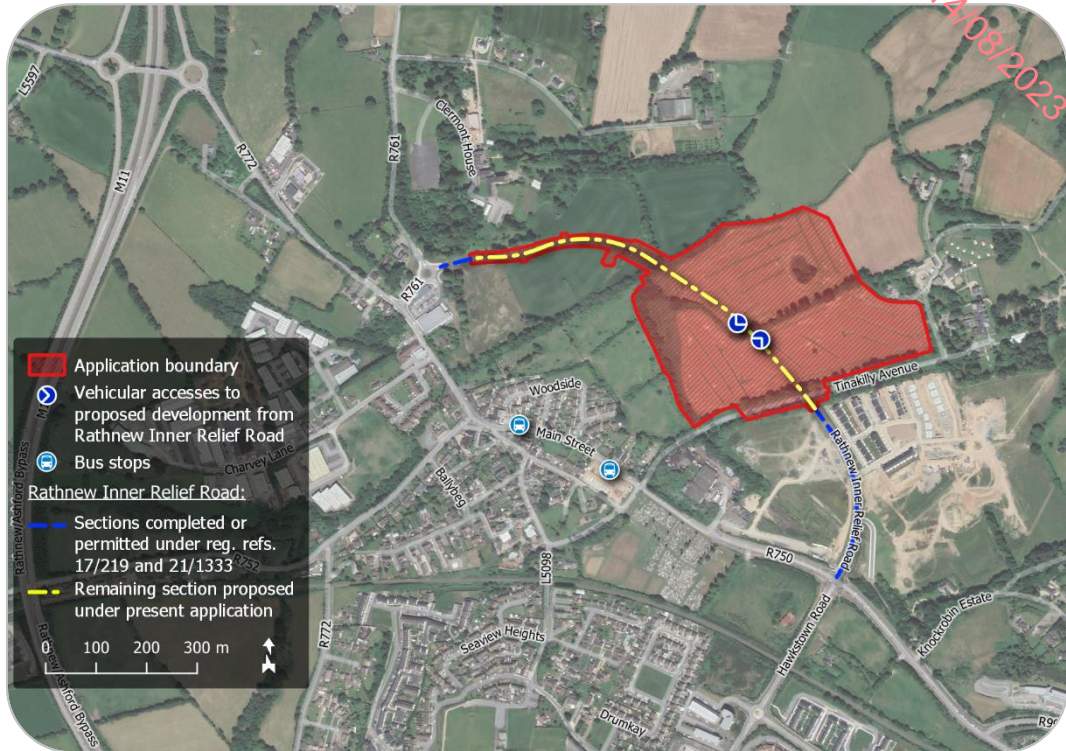 14/08/2023
L5597
M11
R772
R761
Clermont House
R761
Tinakilly Avenue
Woodside
Main Street
Charvey Lane
Ballybeg
Rathnew Inner Relief Road
Rathnew/Ashford Bypass
R752
R750
L5098
R772
Seaview Heights
Hawkstown Road
Knockrobin Estate
Drumkay
Rathnew/Ashford Bypass
Application boundary
Vehicular accesses to
proposed development from
Rathnew Inner Relief Road
Bus stops
Rathnew Inner Relief Road:
Sections completed or
permitted under reg. refs.
17/219 and 21/1333
Remaining section proposed
under present application
0 100 200 300 m